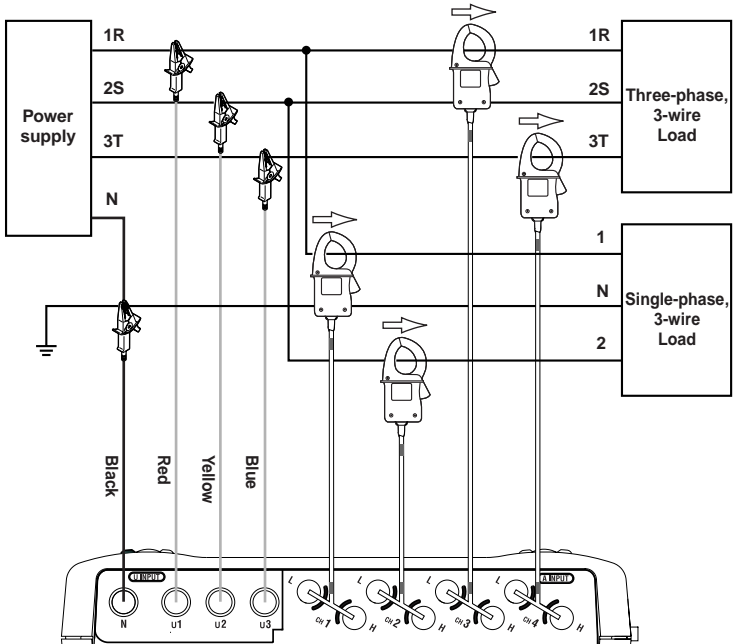 1R
1R
2S
2S
Power
supply
Three-phase,
3-wire
Load
3T
3T
N
1
N
Single-phase,
3-wire
Load
2
Black
Red
Yellow
Blue
U INPUT
A INPUT
N
U1
U2
U3
L
CH 1
H
L
CH 2
H
L
CH 3
H
L
CH 4
H